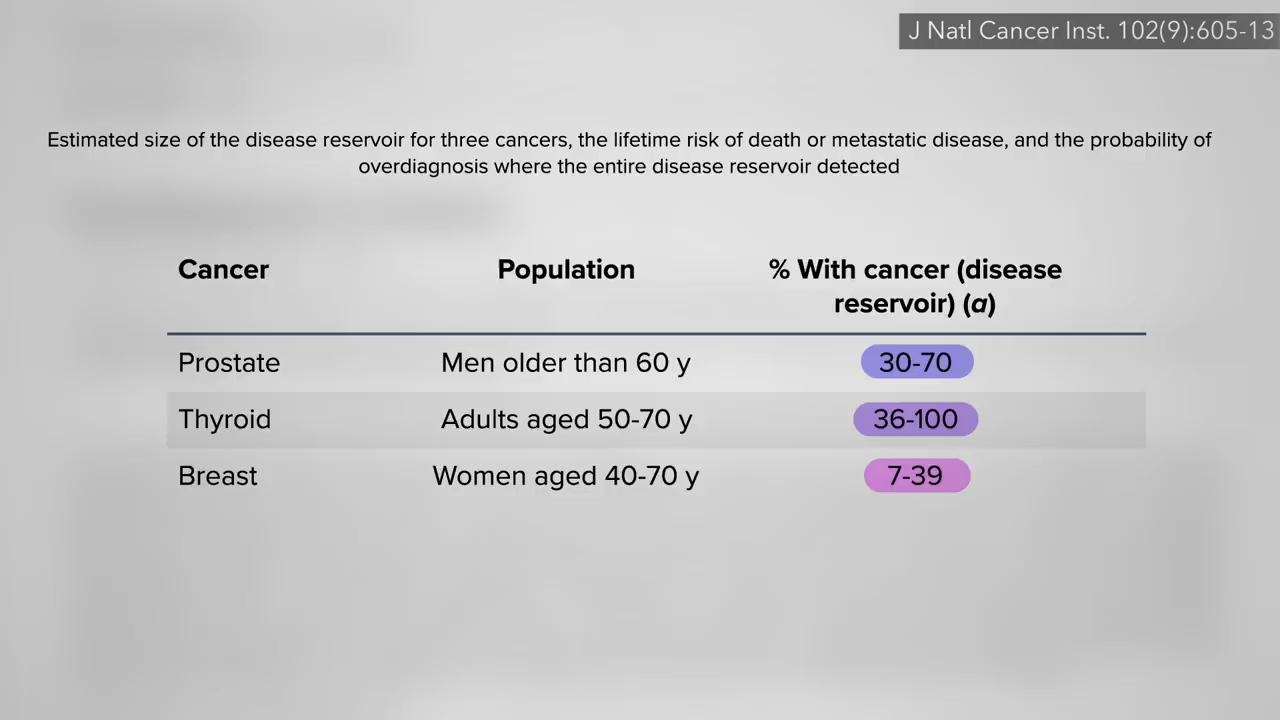 J Natl Cancer Inst. 102(9):605-13
Estimated size of the disease reservoir for three cancers, the lifetime risk of death or metastatic disease, and the probability of
overdiagnosis where the entire disease reservoir detected
Cancer Population % With cancer (disease
reservoir) (a)
Prostate Men older than 60 y 30-70
Thyroid Adults aged 50-70 y 36-100
Breast Women aged 40-70 y 7-39